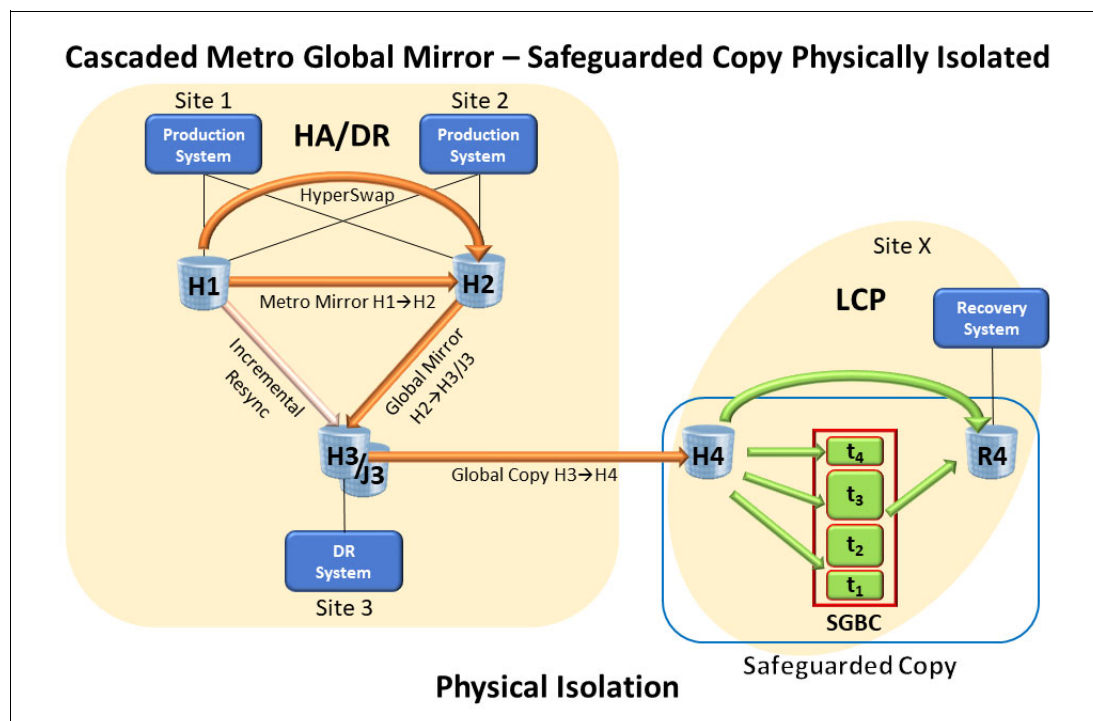 Cascaded Metro Global Mirror – Safeguarded Copy Physically Isolated
Site 1
Site 2
Production
System
HA/DR
Production
System
HyperSwap
Site X
H1
H2
Metro Mirror H1→H2
LCP
Recovery
System
Incremental
Resync
Global Mirror
H2→H3/J3
H3
/J3
Global Copy H3→H4
H4
t4
t3
t2
t1
R4
DR
System
Site 3
SGBC
Safeguarded Copy
Physical Isolation